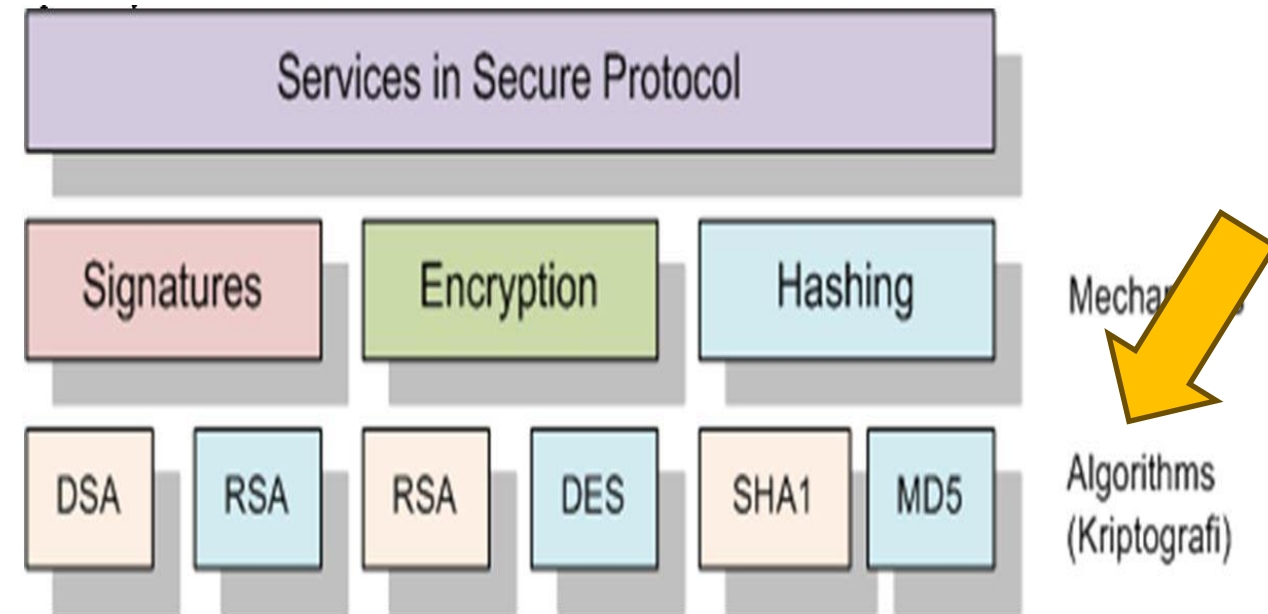 Services in Secure Protocol
Signatures Encryption Hashing
DSA RSA RSA DES SHA1 MD5
Algorithms
(Kriptografi)